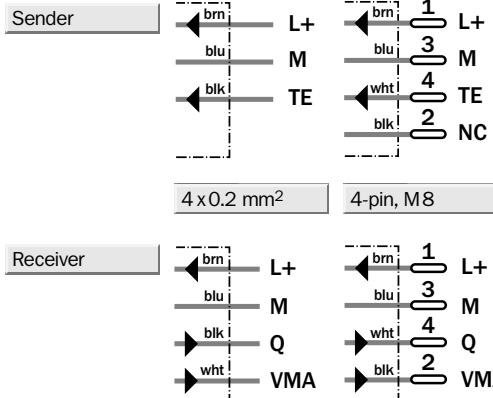 Sender
brn L+
blu M
blk TE
brn 1 L+
blu 3 M
wht 4 TE
blk 2 NC
4 x 0.2 mm²
4-pin, M8
Receiver
brn L+
blu M
blk Q
wht VMA
brn 1 L+
blu 3 M
wht 4 Q
blk 2 VM